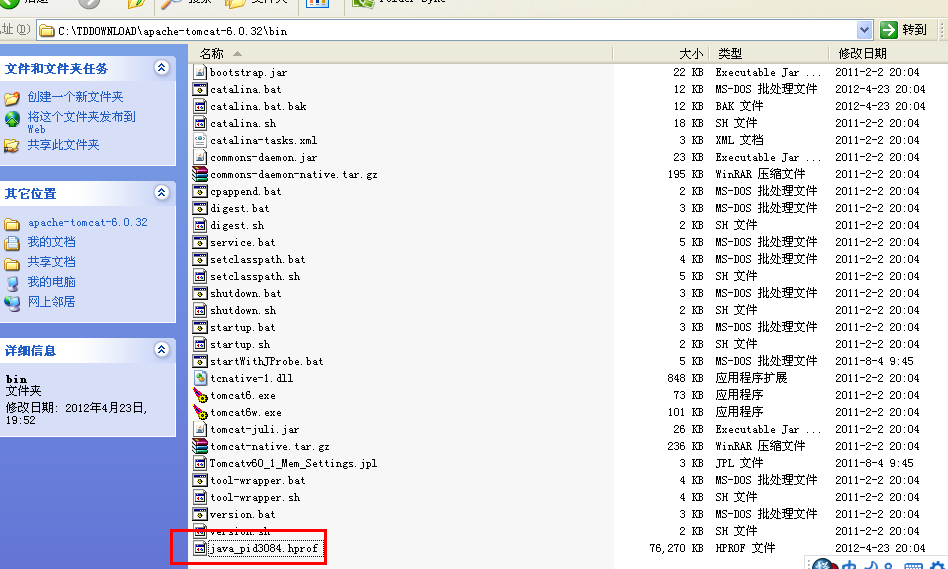 后退 搜索 文件夹 Folder Sync
址(D) C:\TDDOWNLOAD\apache-tomcat-6.0.32\bin 转到
文件和文件夹任务
创建一个新文件夹
将这个文件夹发布到
Web
共享此文件夹
其它位置
apache-tomcat-6.0.32
我的文档
共享文档
我的电脑
网上邻居
详细信息
bin
文件夹
修改日期: 2012年4月23日,
19:52
名称 大小 类型 修改日期
bootstrap.jar 22 KB Executable Jar ... 2011-2-2 20:04
catalina.bat 12 KB MS-DOS 批处理文件 2012-4-23 20:04
catalina.bat.bak 12 KB BAK 文件 2012-4-23 20:04
catalina.sh 18 KB SH 文件 2011-2-2 20:04
catalina-tasks.xml 3 KB XML 文档 2011-2-2 20:04
commons-daemon.jar 23 KB Executable Jar ... 2011-2-2 20:04
commons-daemon-native.tar.gz 195 KB WinRAR 压缩文件 2011-2-2 20:04
cpappend.bat 2 KB MS-DOS 批处理文件 2011-2-2 20:04
digest.bat 3 KB MS-DOS 批处理文件 2011-2-2 20:04
digest.sh 2 KB SH 文件 2011-2-2 20:04
service.bat 5 KB MS-DOS 批处理文件 2011-2-2 20:04
setclasspath.bat 4 KB MS-DOS 批处理文件 2011-2-2 20:04
setclasspath.sh 5 KB SH 文件 2011-2-2 20:04
shutdown.bat 3 KB MS-DOS 批处理文件 2011-2-2 20:04
shutdown.sh 2 KB SH 文件 2011-2-2 20:04
startup.bat 3 KB MS-DOS 批处理文件 2011-2-2 20:04
startup.sh 2 KB SH 文件 2011-2-2 20:04
startWithJProbe.bat 5 KB MS-DOS 批处理文件 2011-8-4 9:45
tcnative-1.dll 848 KB 应用程序扩展 2011-2-2 20:04
tomcat6.exe 73 KB 应用程序 2011-2-2 20:04
tomcat6w.exe 101 KB 应用程序 2011-2-2 20:04
tomcat-juli.jar 26 KB Executable Jar ... 2011-2-2 20:04
tomcat-native.tar.gz 236 KB WinRAR 压缩文件 2011-2-2 20:04
Tomcatv60_1_Mem_Settings.jpl 3 KB JPL 文件 2011-8-4 9:45
tool-wrapper.bat 4 KB MS-DOS 批处理文件 2011-2-2 20:04
tool-wrapper.sh 4 KB SH 文件 2011-2-2 20:04
version.bat 3 KB MS-DOS 批处理文件 2011-2-2 20:04
version.sh 2 KB SH 文件 2011-2-2 20:04
java_pid3084.hprof 76,270 KB HPROF 文件 2012-4-23 20:04